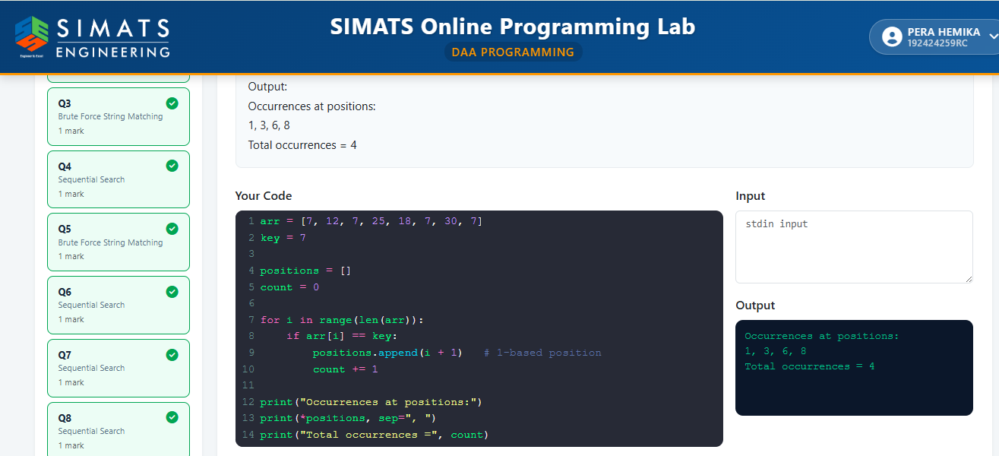 SIMATS
ENGINEERING
Engineer to Excel
SIMATS Online Programming Lab
DAA PROGRAMMING
PERA HEMIKA
192424259RC
Q3
Brute Force String Matching
1 mark
Q4
Sequential Search
1 mark
Q5
Brute Force String Matching
1 mark
Q6
Sequential Search
1 mark
Q7
Sequential Search
1 mark
Q8
Sequential Search
1 mark
Output:
Occurrences at positions:
1, 3, 6, 8
Total occurrences = 4
Your Code
1 arr = [7, 12, 7, 25, 18, 7, 30, 7]
2 key = 7
3
4 positions = []
5 count = 0
6
7 for i in range(len(arr)):
8     if arr[i] == key:
9         positions.append(i + 1)   # 1-based position
10         count += 1
11
12 print("Occurrences at positions:")
13 print(*positions, sep=", ")
14 print("Total occurrences =", count)
Input
stdin input
Output
Occurrences at positions:
1, 3, 6, 8
Total occurrences = 4